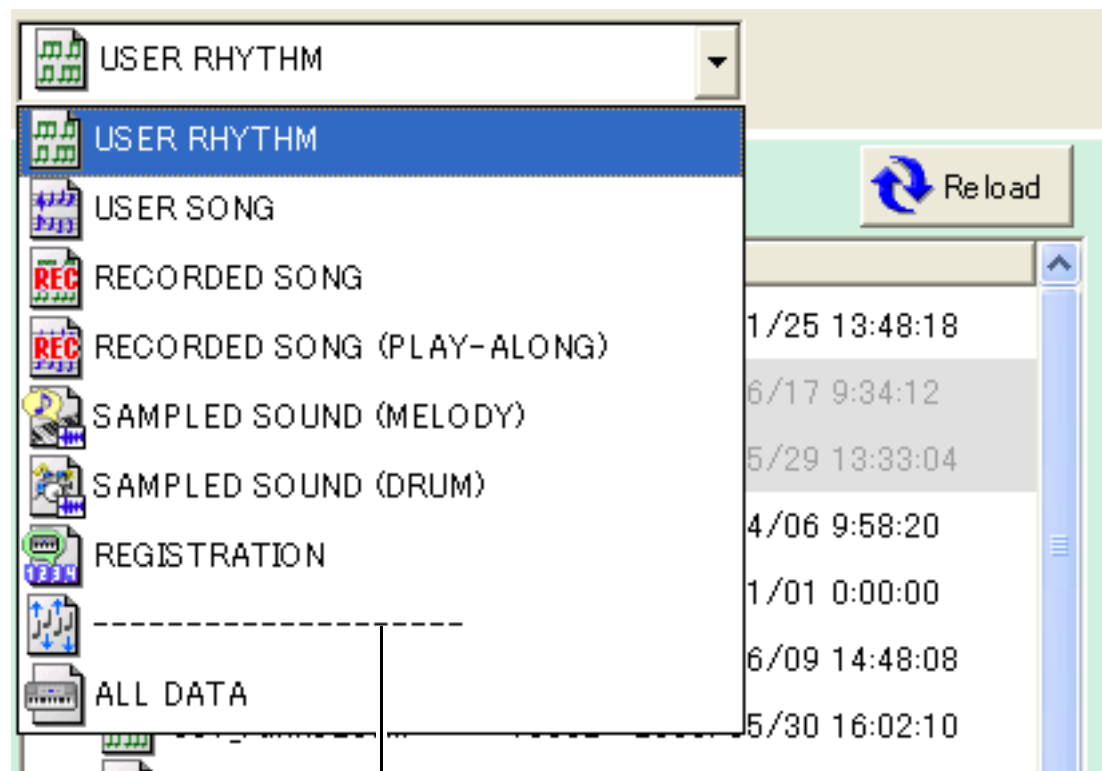 USER RHYTHM
USER RHYTHM
USER SONG
RECORDED SONG
RECORDED SONG (PLAY-ALONG)
SAMPLED SOUND (MELODY)
SAMPLED SOUND (DRUM)
REGISTRATION
--------------------
ALL DATA
Reload
1/25 13:48:18
6/17 9:34:12
5/29 13:33:04
4/06 9:58:20
1/01 0:00:00
6/09 14:48:08
5/30 16:02:10
REC
REC
1234